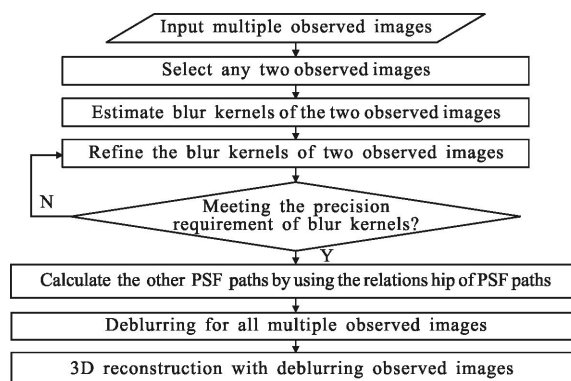 Input multiple observed images
Select any two observed images
Estimate blur kernels of the two observed images
Refine the blur kernels of two observed images
N
Meeting the precision
requirement of blur kernels?
Y
Calculate the other PSF paths by using the relations hip of PSF paths
Deblurring for all multiple observed images
3D reconstruction with deblurring observed images